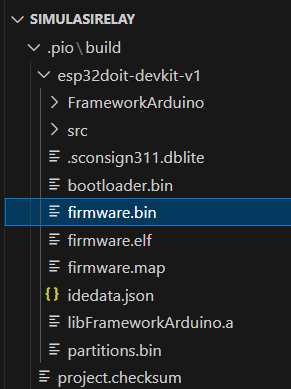 SIMULASIRELAY
.pio\build
esp32doit-devkit-v1
FrameworkArduino
src
.sconsign311.dblite
bootloader.bin
firmware.bin
firmware.elf
firmware.map
{} idedata.json
libFrameworkArduino.a
partitions.bin
project.checksum